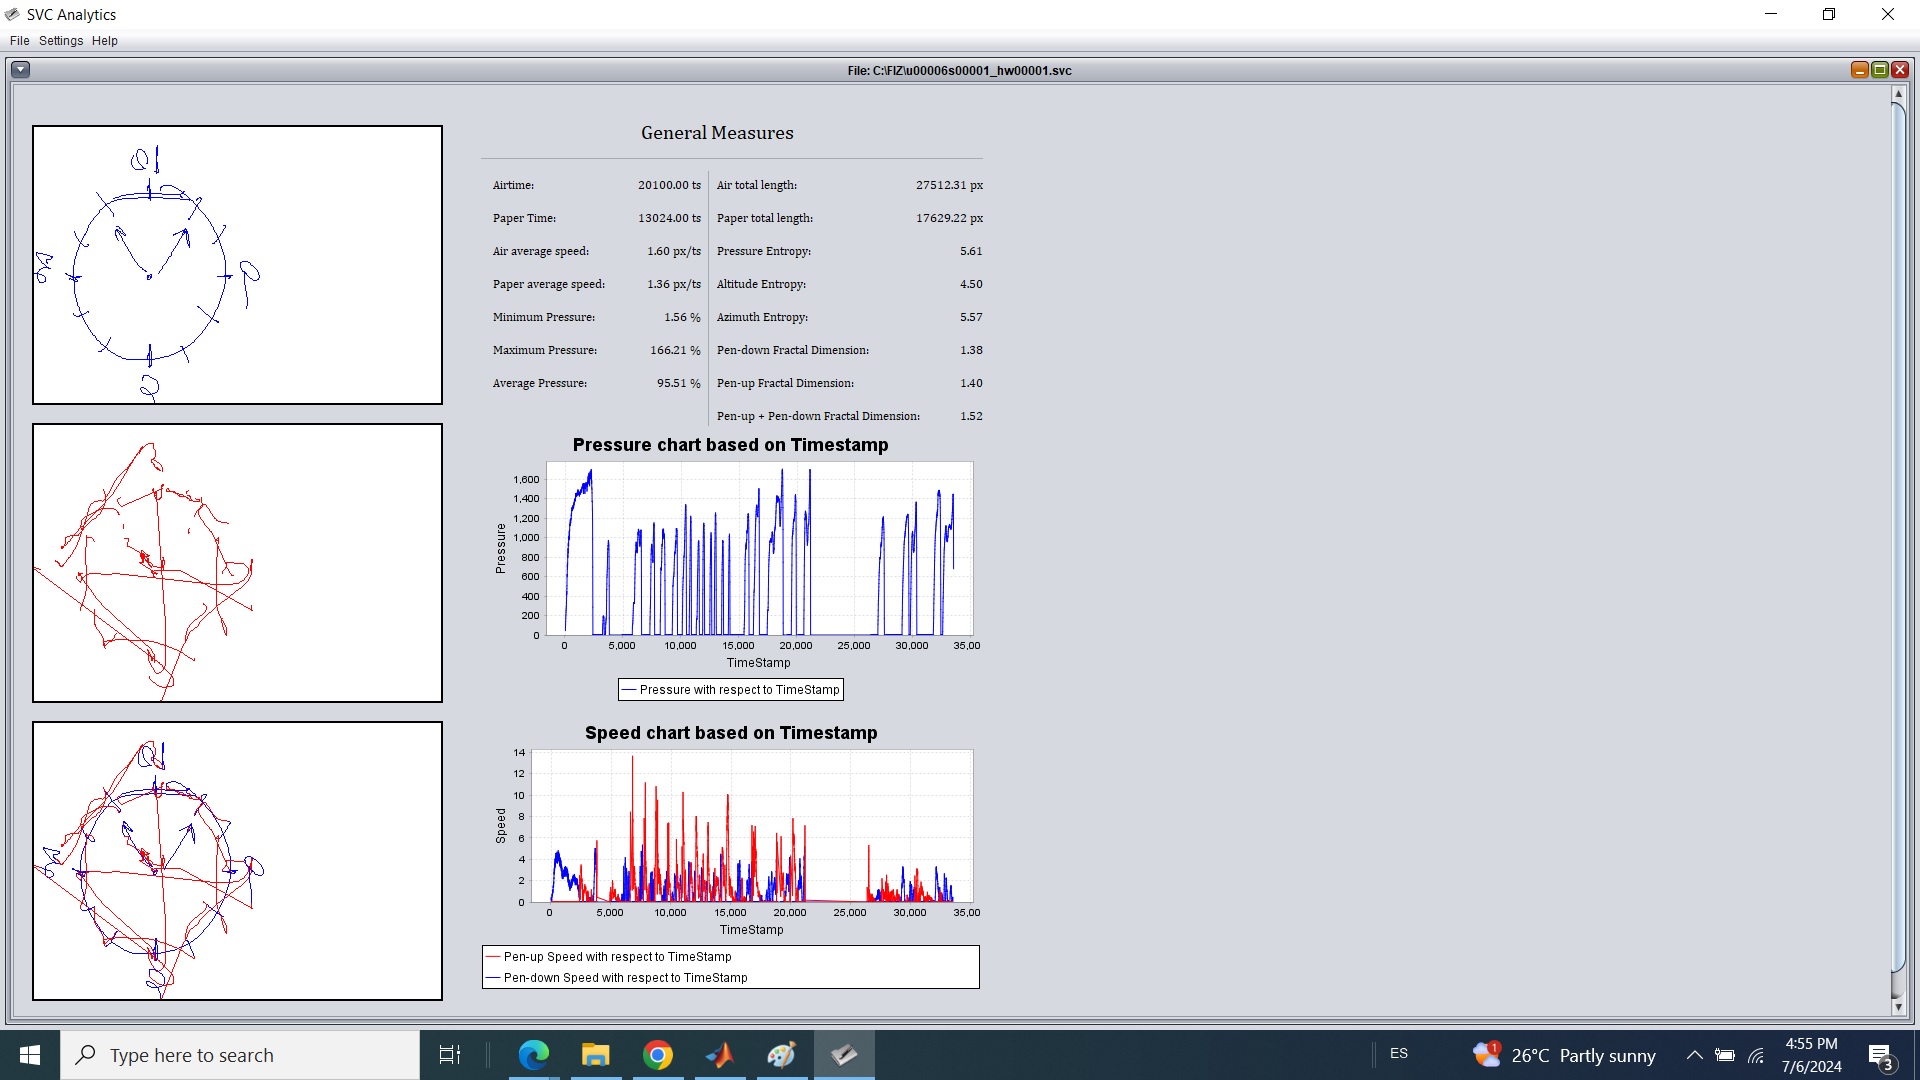 SVC Analytics
File Settings Help
File: C:\FIZ\u00006s00001_hw00001.svc
General Measures
Airtime: 20100.00 ts Air total length: 27512.31 px
Paper Time: 13024.00 ts Paper total length: 17629.22 px
Air average speed: 1.60 px/ts Pressure Entropy: 5.61
Paper average speed: 1.36 px/ts Altitude Entropy: 4.50
Minimum Pressure: 1.56 % Azimuth Entropy: 5.57
Maximum Pressure: 166.21 % Pen-down Fractal Dimension: 1.38
Average Pressure: 95.51 % Pen-up Fractal Dimension: 1.40
Pen-up + Pen-down Fractal Dimension: 1.52
Pressure chart based on Timestamp
Pressure
1,600
1,400
1,200
1,000
800
600
400
200
0
0 5,000 10,000 15,000 20,000 25,000 30,000 35,00
TimeStamp
Pressure with respect to TimeStamp
Speed chart based on Timestamp
Speed
14
12
10
8
6
4
2
0
0 5,000 10,000 15,000 20,000 25,000 30,000 35,00
TimeStamp
Pen-up Speed with respect to TimeStamp
Pen-down Speed with respect to TimeStamp
Type here to search
ES
1
26°C Partly sunny
4:55 PM
7/6/2024
3